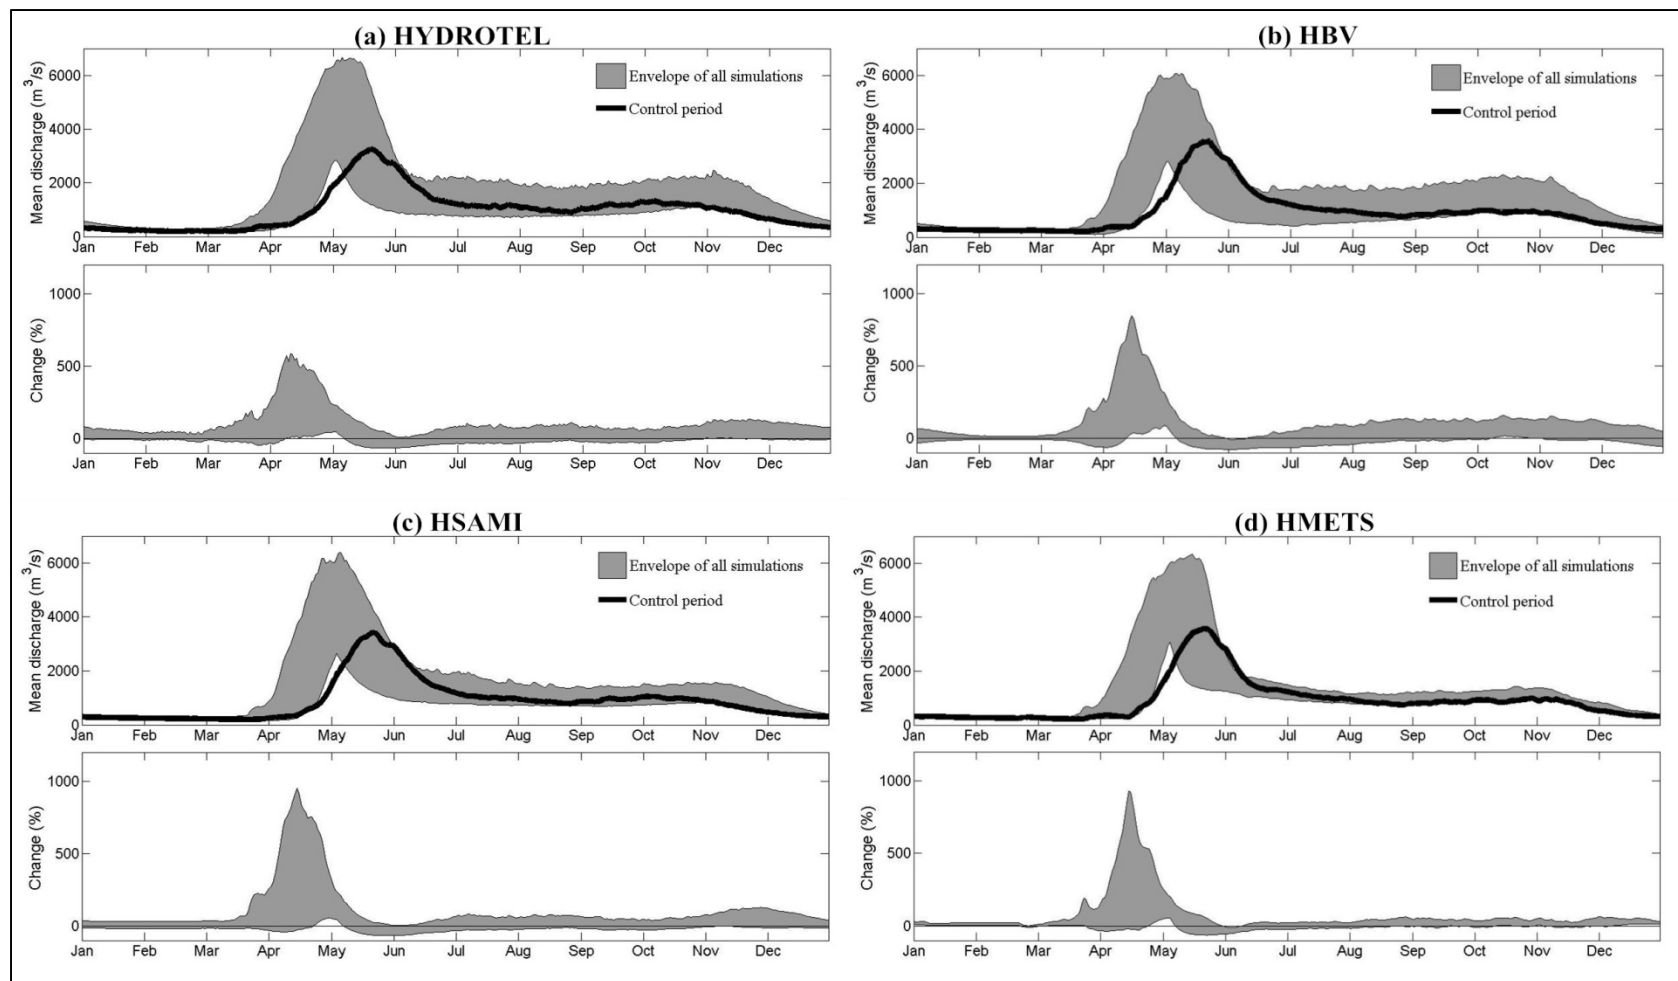 (a) HYDROTEL
Mean discharge (m³/s)
6000
4000
2000
0
Envelope of all simulations
Control period
Jan Feb Mar Apr May Jun Jul Aug Sep Oct Nov Dec
Change (%)
1000
500
0
Jan Feb Mar Apr May Jun Jul Aug Sep Oct Nov Dec
(b) HBV
Mean discharge (m³/s)
6000
4000
2000
0
Envelope of all simulations
Control period
Jan Feb Mar Apr May Jun Jul Aug Sep Oct Nov Dec
Change (%)
1000
500
0
Jan Feb Mar Apr May Jun Jul Aug Sep Oct Nov Dec
(c) HSAMI
Mean discharge (m³/s)
6000
4000
2000
0
Envelope of all simulations
Control period
Jan Feb Mar Apr May Jun Jul Aug Sep Oct Nov Dec
Change (%)
1000
500
0
Jan Feb Mar Apr May Jun Jul Aug Sep Oct Nov Dec
(d) HMETS
Mean discharge (m³/s)
6000
4000
2000
0
Envelope of all simulations
Control period
Jan Feb Mar Apr May Jun Jul Aug Sep Oct Nov Dec
Change (%)
1000
500
0
Jan Feb Mar Apr May Jun Jul Aug Sep Oct Nov Dec